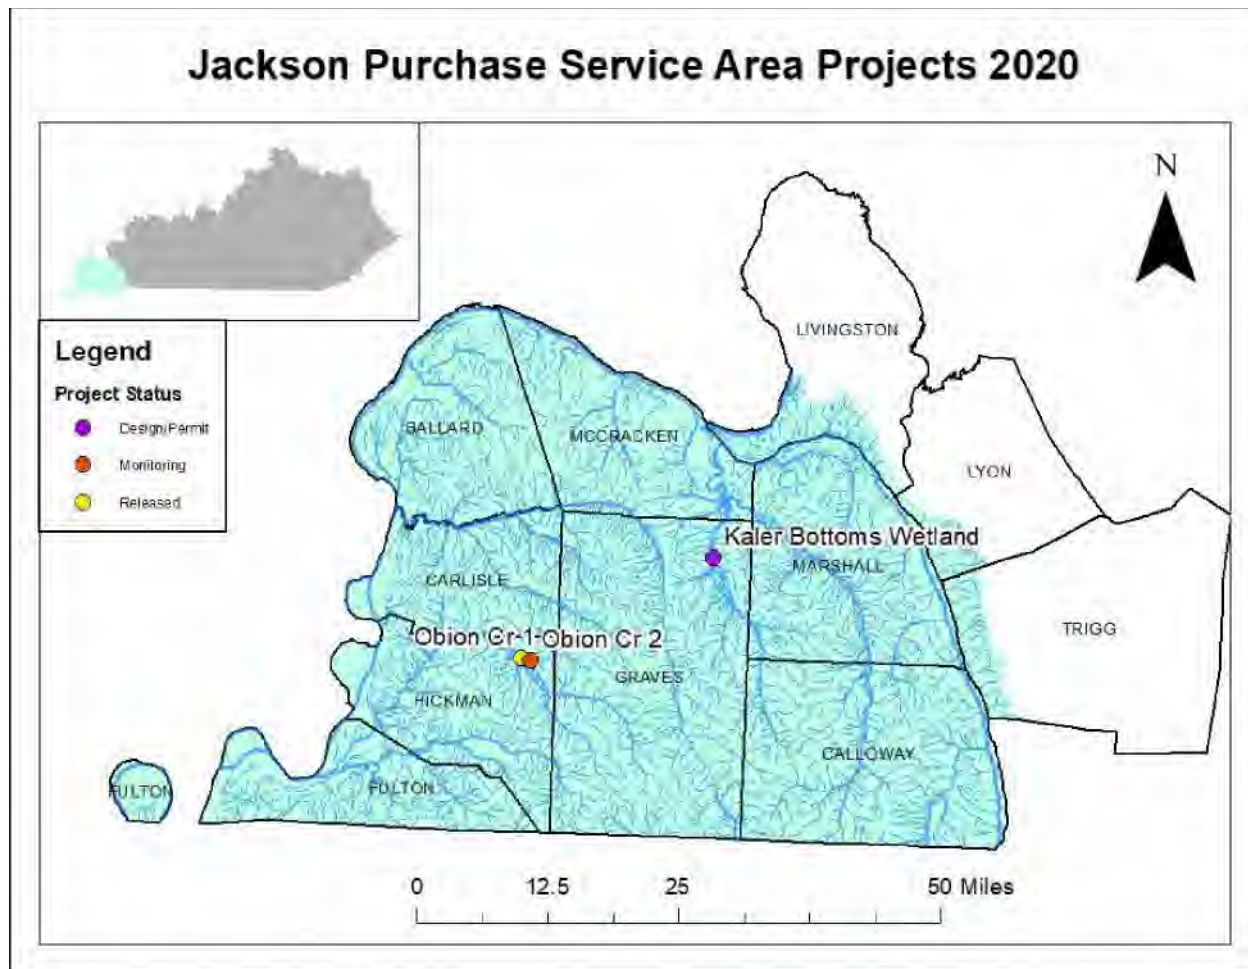 Jackson Purchase Service Area Projects 2020
N
Legend
Project Status
Design/Permit
Monitoring
Released
LIVINGSTON
BALLARD
MCCRACKEN
LYON
Kaler Bottoms Wetland
MARSHALL
CARLISLE
TRIGG
Obion Cr-1-Obion Cr 2
GRAVES
HICKMAN
CALLOWAY
FULTON
FULTON
0 12.5 25 50 Miles